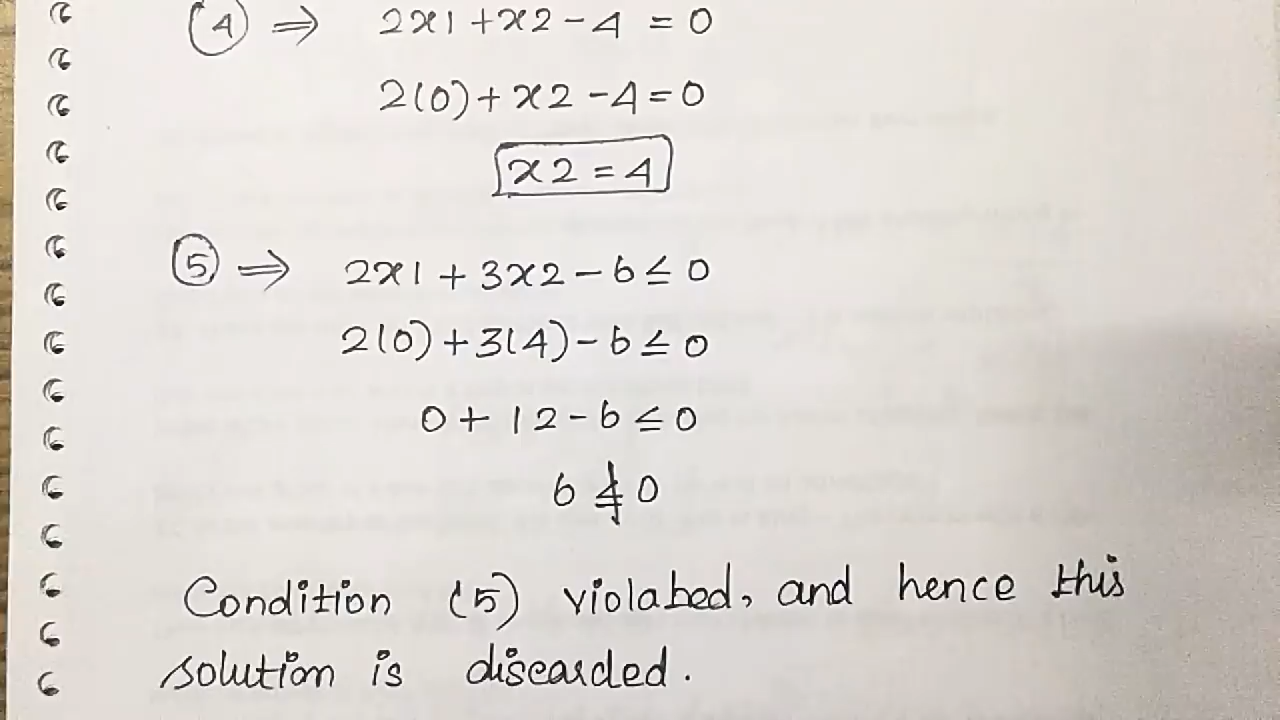 (4) ⇒ 2x1 + x2 - 4 = 0
2(0) + x2 - 4 = 0
x2 = 4
(5) ⇒ 2x1 + 3x2 - 6 ≤ 0
2(0) + 3(4) - 6 ≤ 0
0 + 12 - 6 ≤ 0
6 ≰ 0
Condition (5) violabed, and hence this
solution is discarded.